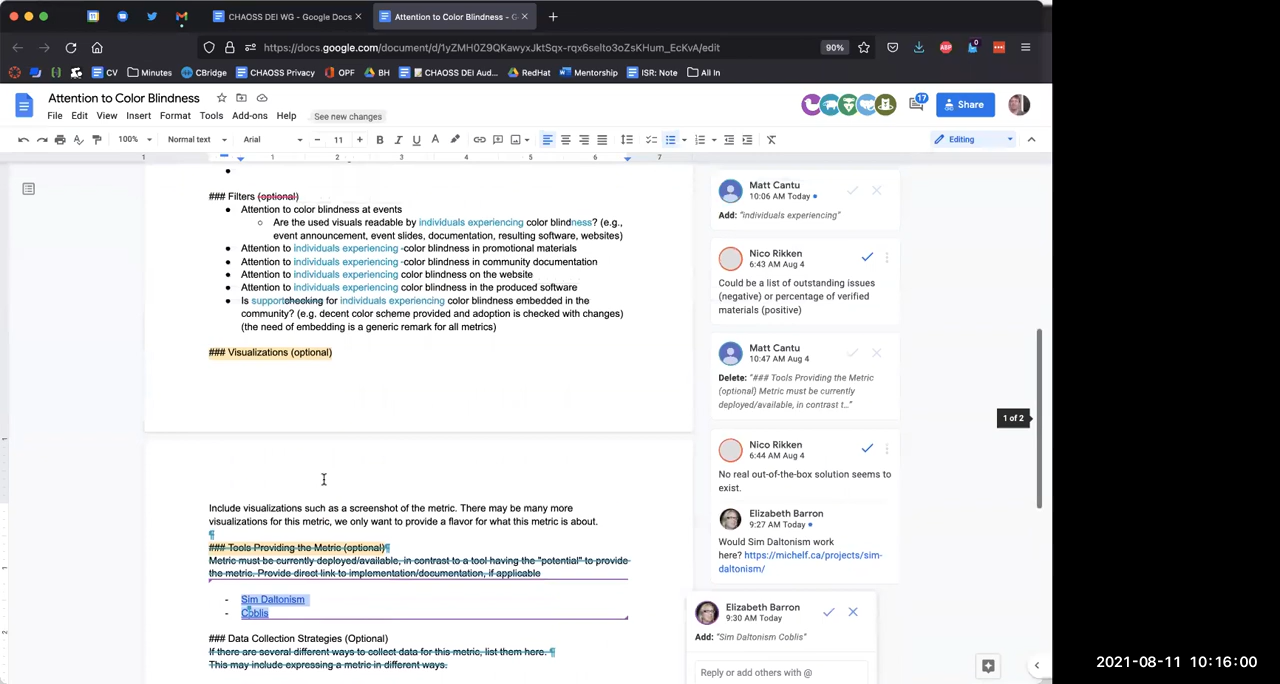 CHAOSS DEI WG - Google Docs
Attention to Color Blindness - G
https://docs.google.com/document/d/1yZMH0Z9QKawyxJktSqx-rqx6selto3oZsKHum_EcKvA/edit
90%
CV
Minutes
CBridge
CHAOSS Privacy
OPF
BH
CHAOSS DEI Aud...
RedHat
Mentorship
ISR: Note
All In
Attention to Color Blindness
17
Share
File Edit View Insert Format Tools Add-ons Help See new changes
100% Normal text Arial 11 Editing
1 1 2 3 4 5 6 7
### Filters (optional)
Attention to color blindness at events
Are the used visuals readable by individuals experiencing color blindness? (e.g.,
event announcement, event slides, documentation, resulting software, websites)
Attention to individuals experiencing -color blindness in promotional materials
Attention to individuals experiencing -color blindness in community documentation
Attention to individuals experiencing color blindness on the website
Attention to individuals experiencing color blindness in the produced software
Is supportchecking for individuals experiencing color blindness embedded in the
community? (e.g. decent color scheme provided and adoption is checked with changes)
(the need of embedding is a generic remark for all metrics)
### Visualizations (optional)
Include visualizations such as a screenshot of the metric. There may be many more
visualizations for this metric, we only want to provide a flavor for what this metric is about.
¶
### Tools Providing the Metric (optional)¶
Metric must be currently deployed/available, in contrast to a tool having the "potential" to provide
the metric. Provide direct link to implementation/documentation, if applicable
- Sim Daltonism
- Coblis
### Data Collection Strategies (Optional)
If there are several different ways to collect data for this metric, list them here. ¶
This may include expressing a metric in different ways.
Matt Cantu
10:06 AM Today
Add: "individuals experiencing"
Nico Rikken
6:43 AM Aug 4
Could be a list of outstanding issues
(negative) or percentage of verified
materials (positive)
Matt Cantu
10:47 AM Aug 4
Delete: "### Tools Providing the Metric
(optional) Metric must be currently
deployed/available, in contrast t..."
1 of 2
Nico Rikken
6:44 AM Aug 4
No real out-of-the-box solution seems to
exist.
Elizabeth Barron
9:27 AM Today
Would Sim Daltonism work
here? https://michelf.ca/projects/sim-
daltonism/
Elizabeth Barron
9:30 AM Today
Add: "Sim Daltonism Coblis"
Reply or add others with @
2021-08-11 10:16:00